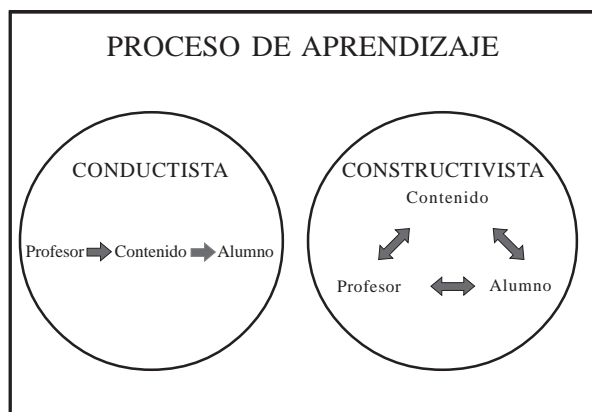 PROCESO DE APRENDIZAJE
CONDUCTISTA
Profesor Contenido Alumno
CONSTRUCTIVISTA
Contenido
Profesor Alumno